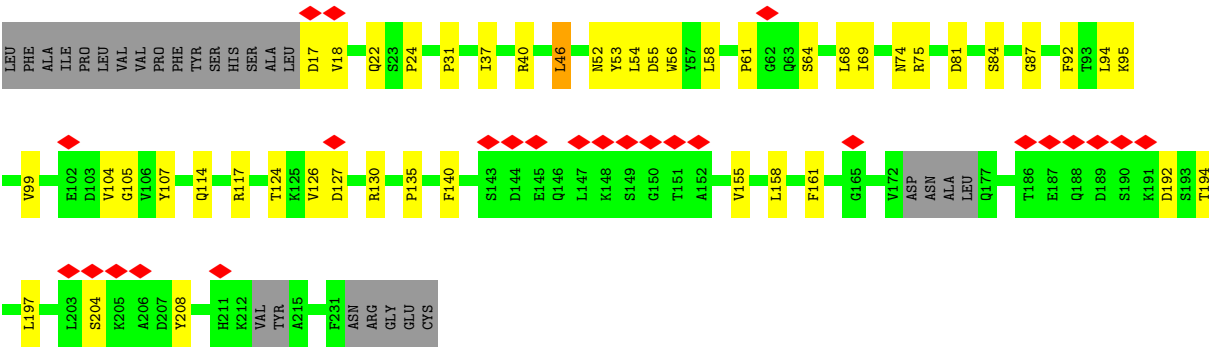 LEU PHE ALA ILE PRO LEU VAL VAL PRO PHE TYR SER HIS SER ALA LEU D17 V18 Q22 S23 P24 P31 I37 R40 L46 N52 Y53 L54 D55 W56 Y57 L58 P61 G62 Q63 S64 L68 I69 N74 R75 D81 S84 G87 F92 T93 L94 K95
V99 E102 D103 V104 G105 V106 Y107 Q114 R117 T124 K125 V126 D127 R130 P135 F140 S143 D144 E145 Q146 L147 K148 S149 G150 T151 A152 V155 L158 F161 G165 V172 ASP ASN ALA LEU Q177 T186 E187 Q188 D189 S190 K191 D192 S193 T194
L197 L203 S204 K205 A206 D207 Y208 H211 K212 VAL TYR A215 F231 ASN ARG GLY GLU CYS